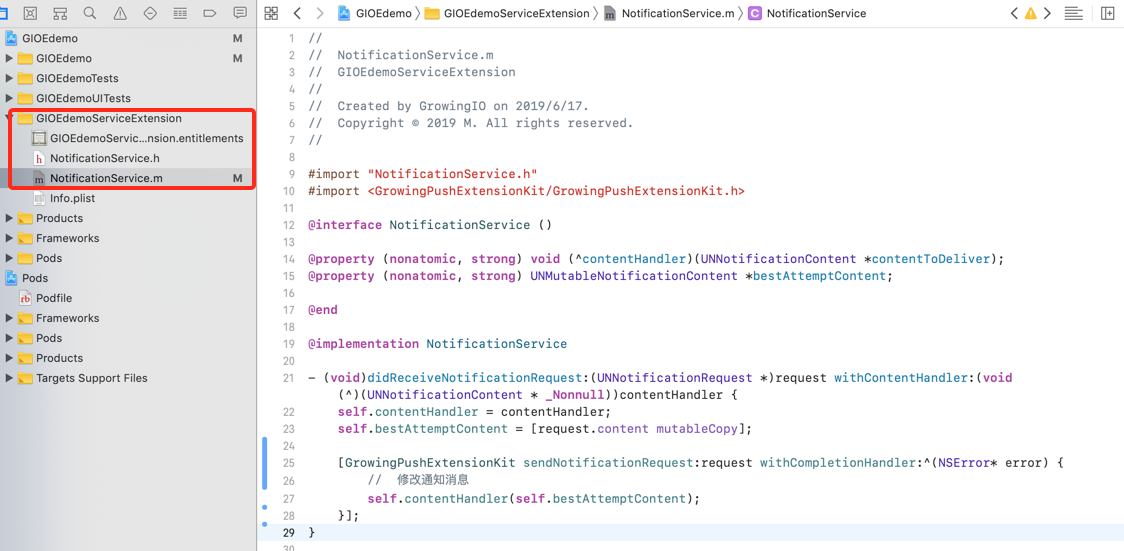 GIOEdemo M
GIOEdemo M
GIOEdemoTests
GIOEdemoUITests
GIOEdemoServiceExtension
GIOEdemoServic...nsion.entitlements
h NotificationService.h
m NotificationService.m M
Info.plist
Products
Frameworks
Pods
Pods
rb Podfile
Frameworks
Pods
Products
Targets Support Files
GIOEdemo GIOEdemoServiceExtension m NotificationService.m C NotificationService
1 //
2 //  NotificationService.m
3 //  GIOEdemoServiceExtension
4 //
5 //  Created by GrowingIO on 2019/6/17.
6 //  Copyright © 2019 M. All rights reserved.
7 //
8
9 #import "NotificationService.h"
10 #import <GrowingPushExtensionKit/GrowingPushExtensionKit.h>
11
12 @interface NotificationService ()
13
14 @property (nonatomic, strong) void (^contentHandler)(UNNotificationContent *contentToDeliver);
15 @property (nonatomic, strong) UNMutableNotificationContent *bestAttemptContent;
16
17 @end
18
19 @implementation NotificationService
20
21 - (void)didReceiveNotificationRequest:(UNNotificationRequest *)request withContentHandler:(void
(^)(UNNotificationContent * _Nonnull))contentHandler {
22 self.contentHandler = contentHandler;
23 self.bestAttemptContent = [request.content mutableCopy];
24
25 [GrowingPushExtensionKit sendNotificationRequest:request withCompletionHandler:^(NSError* error) {
26 //  修改通知消息
27 self.contentHandler(self.bestAttemptContent);
28 }];
29 }
30